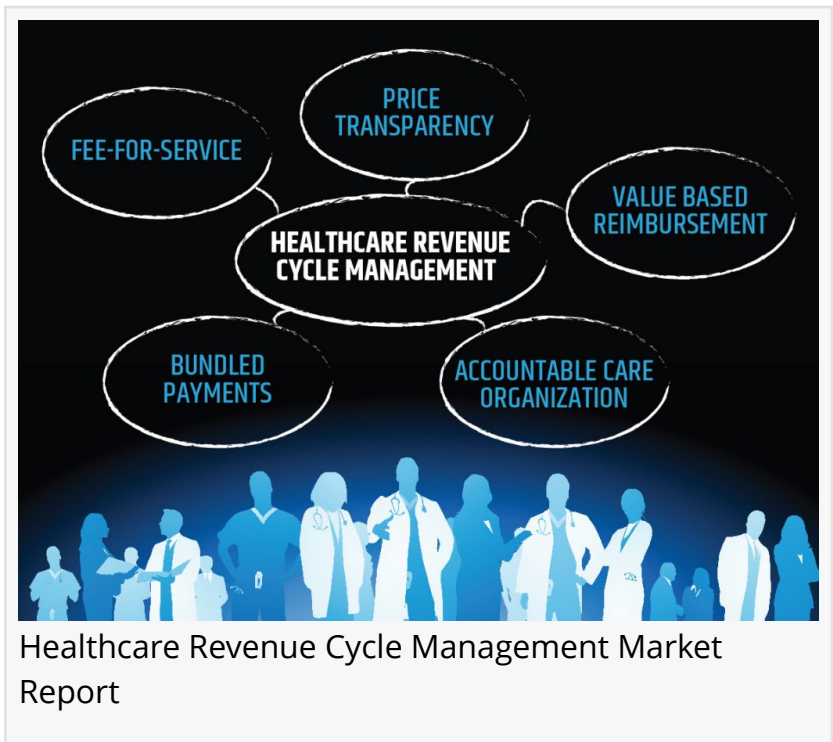 PRICE
TRANSPARENCY
FEE-FOR-SERVICE
VALUE BASED
REIMBURSEMENT
HEALTHCARE REVENUE
CYCLE MANAGEMENT
BUNDLED
PAYMENTS
ACCOUNTABLE CARE
ORGANIZATION
Healthcare Revenue Cycle Management Market
Report